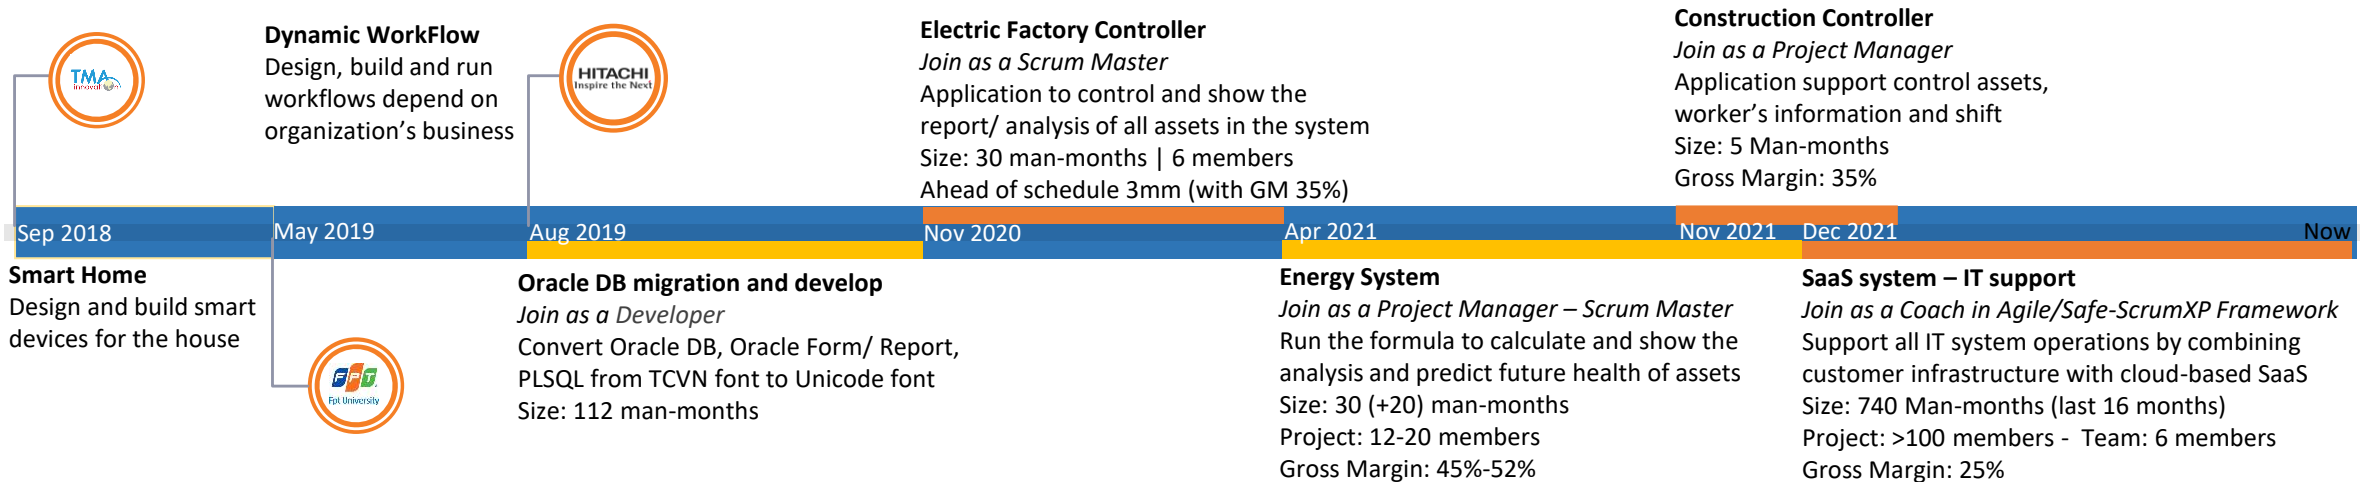 TMA
innovation
Dynamic WorkFlow
Design, build and run
workflows depend on
organization's business
HITACHI
Inspire the Next
Electric Factory Controller
Join as a Scrum Master
Application to control and show the
report/ analysis of all assets in the system
Size: 30 man-months | 6 members
Ahead of schedule 3mm (with GM 35%)
Construction Controller
Join as a Project Manager
Application support control assets,
worker's information and shift
Size: 5 Man-months
Gross Margin: 35%
Sep 2018
May 2019
Aug 2019
Nov 2020
Apr 2021
Nov 2021
Dec 2021
Now
Smart Home
Design and build smart
devices for the house
FPT
Fpt University
Oracle DB migration and develop
Join as a Developer
Convert Oracle DB, Oracle Form/ Report,
PLSQL from TCVN font to Unicode font
Size: 112 man-months
Energy System
Join as a Project Manager – Scrum Master
Run the formula to calculate and show the
analysis and predict future health of assets
Size: 30 (+20) man-months
Project: 12-20 members
Gross Margin: 45%-52%
SaaS system – IT support
Join as a Coach in Agile/Safe-ScrumXP Framework
Support all IT system operations by combining
customer infrastructure with cloud-based SaaS
Size: 740 Man-months (last 16 months)
Project: >100 members - Team: 6 members
Gross Margin: 25%